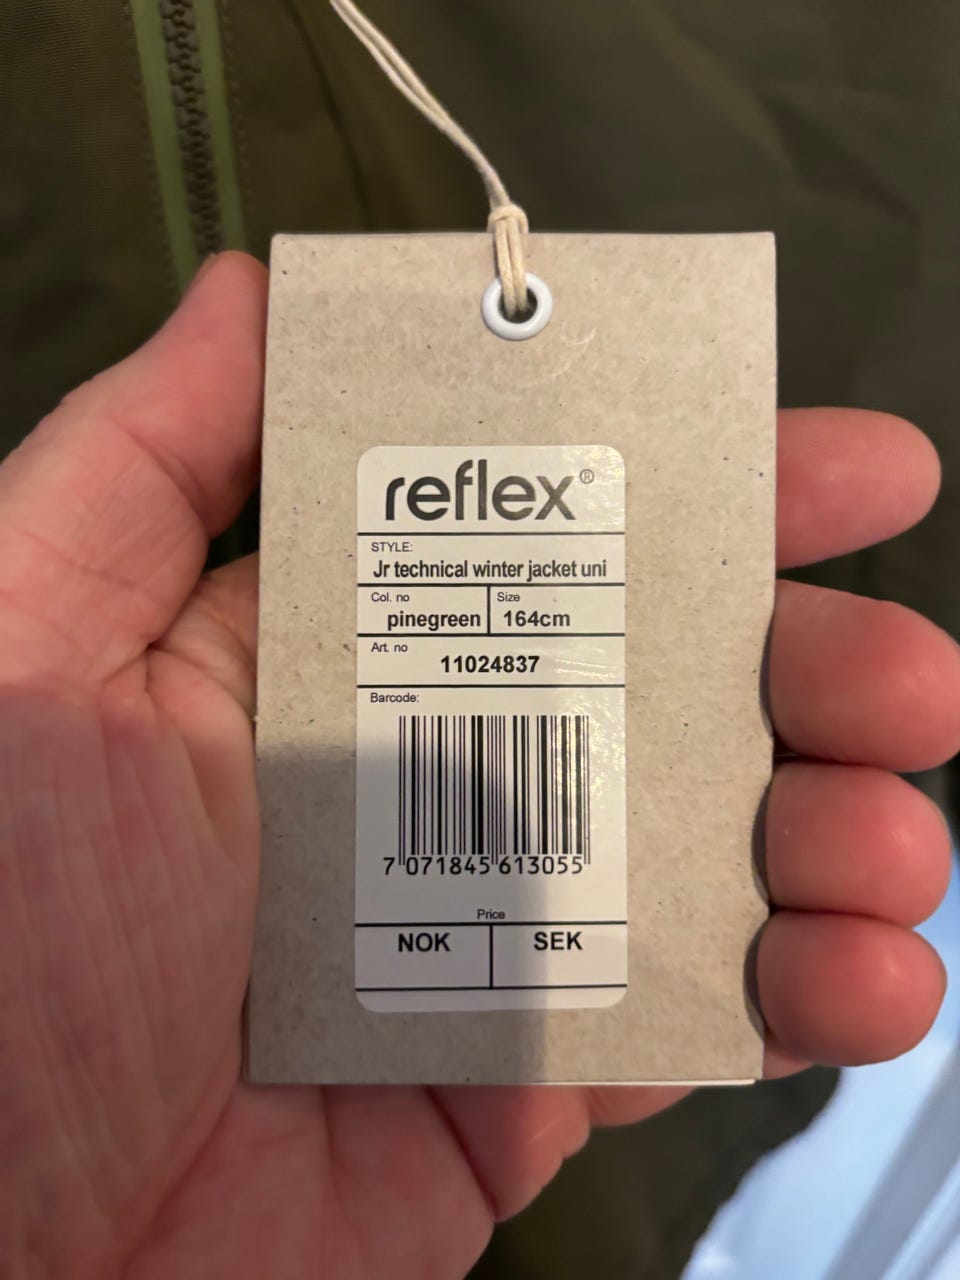 reflex®
STYLE:
Jr technical winter jacket uni
Col. no
pinegreen
Size
164cm
Art. no
11024837
Barcode:
7 071845 613055
Price
NOK
SEK